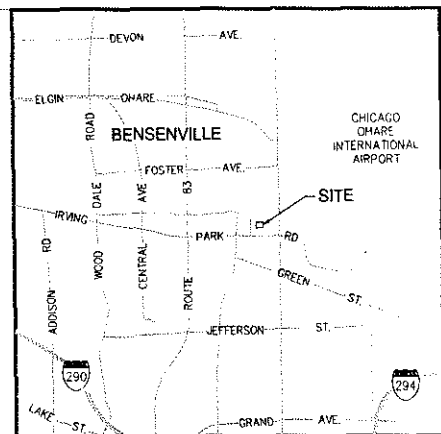 DEVON AVE.
ELGIN OHARE
CHICAGO
OHARE
INTERNATIONAL
AIRPORT
ROAD
BENSENVILLE
FOSTER AVE.
DALE
AVE
83
SITE
IRVING PARK RD
ADDISON RD
WOOD
CENTRAL
ROUTE
GREEN ST.
JEFFERSON ST.
290
294
LAKE ST.
GRAND AVE.